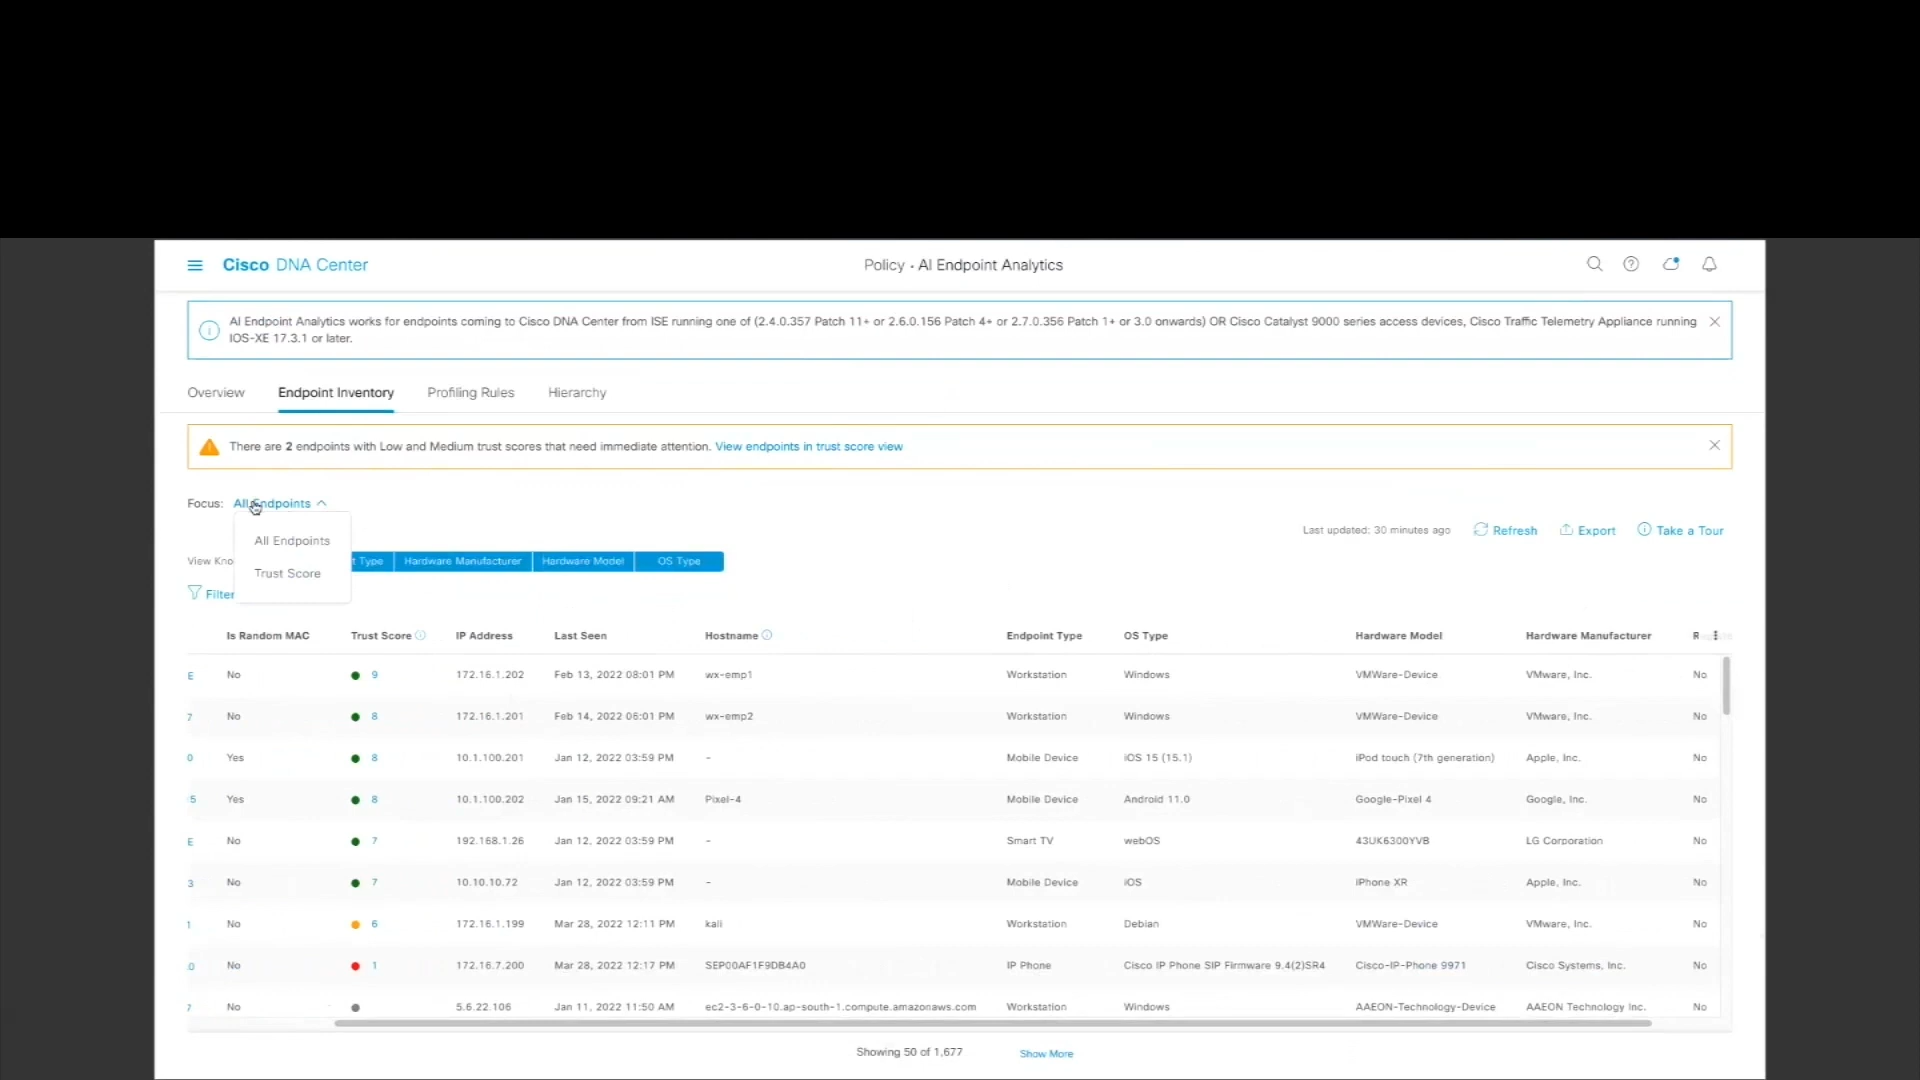 Cisco DNA Center
Policy • AI Endpoint Analytics
AI Endpoint Analytics works for endpoints coming to Cisco DNA Center from ISE running one of (2.4.0.357 Patch 11+ or 2.6.0.156 Patch 4+ or 2.7.0.356 Patch 1+ or 3.0 onwards) OR Cisco Catalyst 9000 series access devices, Cisco Traffic Telemetry Appliance running
IOS-XE 17.3.1 or later.
Overview Endpoint Inventory Profiling Rules Hierarchy
There are 2 endpoints with Low and Medium trust scores that need immediate attention. View endpoints in trust score view
Focus: All Endpoints
Last updated: 30 minutes ago Refresh Export Take a Tour
All Endpoints
View Kno t Type Hardware Manufacturer Hardware Model OS Type
Trust Score
Filter
Is Random MAC Trust Score IP Address Last Seen Hostname Endpoint Type OS Type Hardware Model Hardware Manufacturer R
E No 9 172.16.1.202 Feb 13, 2022 08:01 PM wx-emp1 Workstation Windows VMWare-Device VMware, Inc. No
7 No 8 172.16.1.201 Feb 14, 2022 06:01 PM wx-emp2 Workstation Windows VMWare-Device VMware, Inc. No
0 Yes 8 10.1.100.201 Jan 12, 2022 03:59 PM - Mobile Device iOS 15 (15.1) iPod touch (7th generation) Apple, Inc. No
5 Yes 8 10.1.100.202 Jan 15, 2022 09:21 AM Pixel-4 Mobile Device Android 11.0 Google-Pixel 4 Google, Inc. No
E No 7 192.168.1.26 Jan 12, 2022 03:59 PM - Smart TV webOS 43UK6300YVB LG Corporation No
3 No 7 10.10.10.72 Jan 12, 2022 03:59 PM - Mobile Device iOS iPhone XR Apple, Inc. No
1 No 6 172.16.1.199 Mar 28, 2022 12:11 PM kali Workstation Debian VMWare-Device VMware, Inc. No
0 No 1 172.16.7.200 Mar 28, 2022 12:17 PM SEP00AF1F9DB4A0 IP Phone Cisco IP Phone SIP Firmware 9.4(2)SR4 Cisco-IP-Phone 9971 Cisco Systems, Inc. No
7 No 5.6.22.106 Jan 11, 2022 11:50 AM ec2-3-6-0-10.ap-south-1.compute.amazonaws.com Workstation Windows AAEON-Technology-Device AAEON Technology Inc. No
Showing 50 of 1,677 Show More